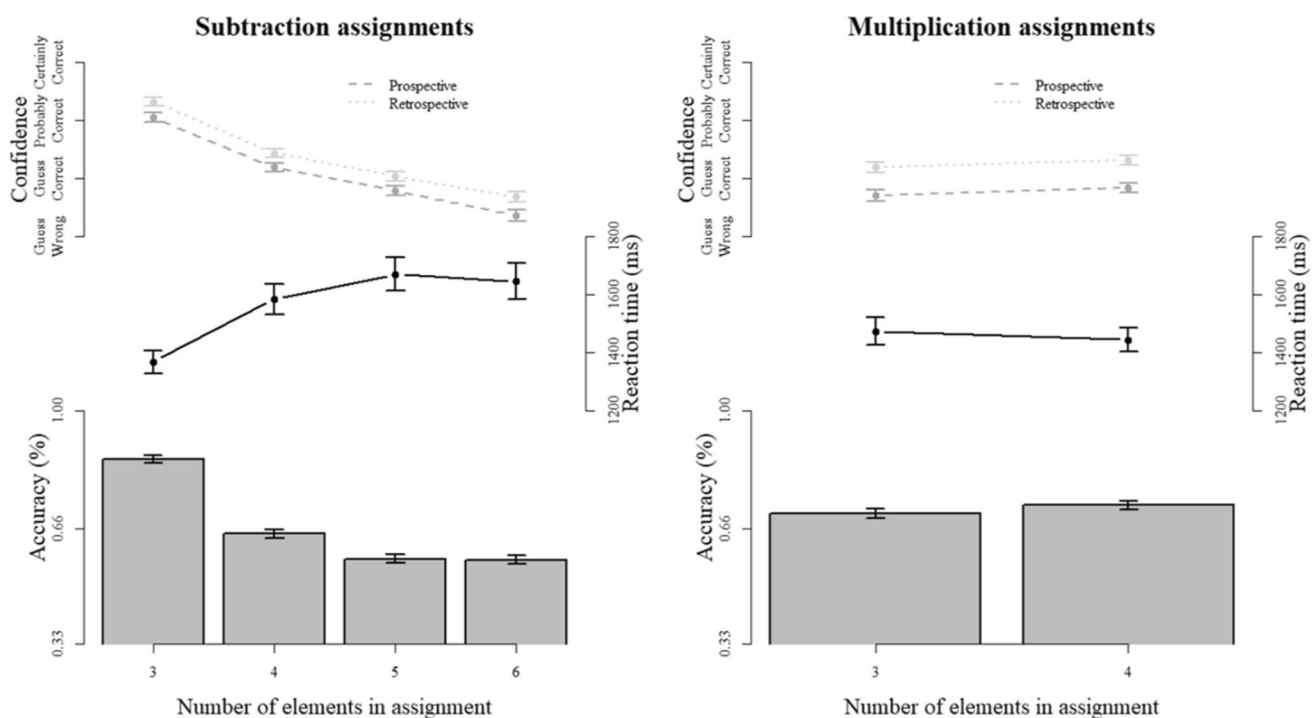 Subtraction assignments
Confidence
Guess Wrong
Guess Correct
Probably Correct
Certainly Correct
Prospective
Retrospective
Reaction time (ms)
1200
1400
1600
1800
Accuracy (%)
0.33
0.66
1.00
3
4
5
6
Number of elements in assignment
Multiplication assignments
Confidence
Guess Wrong
Guess Correct
Probably Correct
Certainly Correct
Prospective
Retrospective
Reaction time (ms)
1200
1400
1600
1800
Accuracy (%)
0.33
0.66
1.00
3
4
Number of elements in assignment